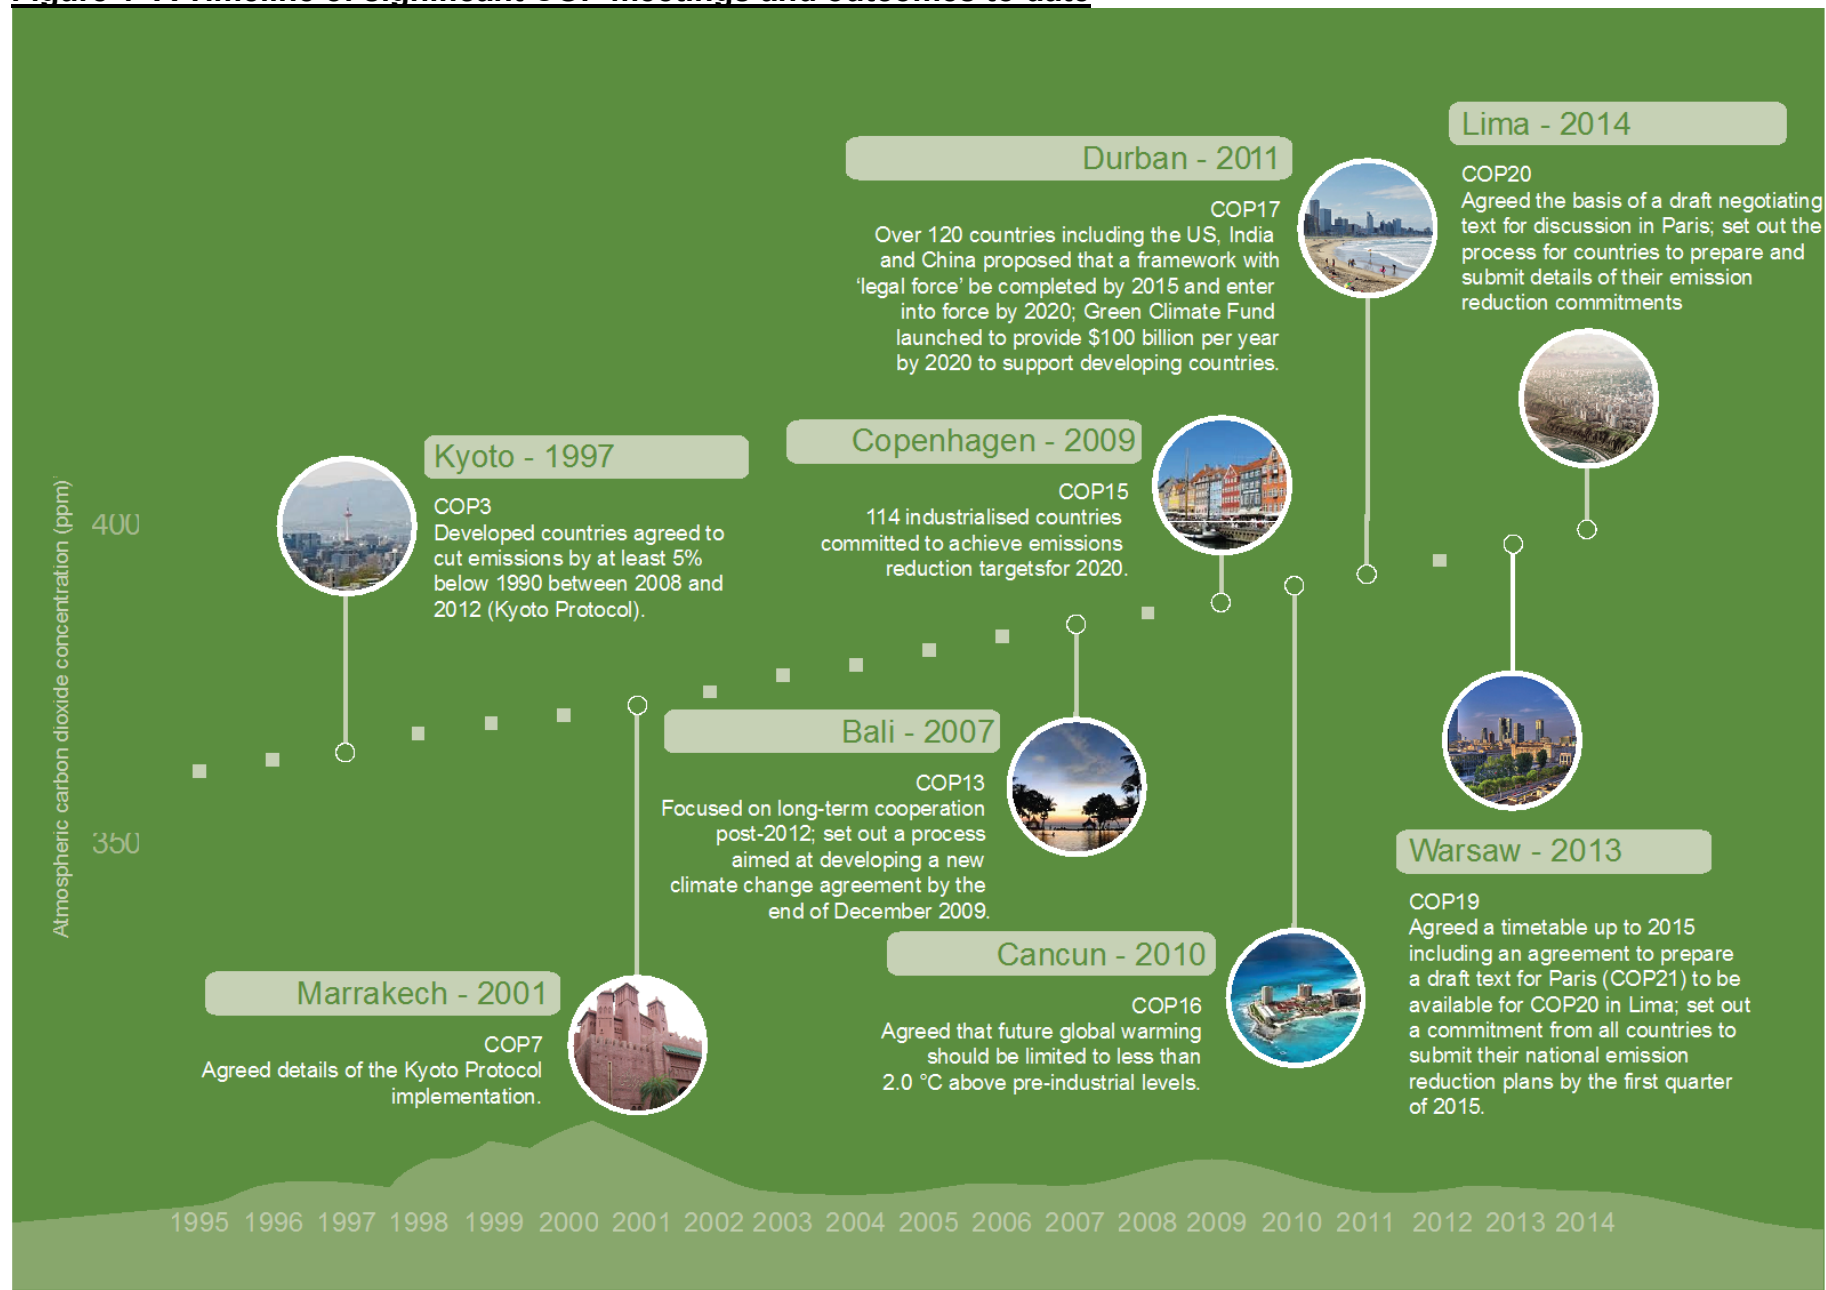 Figure 1 A Timeline of significant COP meetings and outcomes to date
Lima - 2014
COP20
Agreed the basis of a draft negotiating
text for discussion in Paris; set out the
process for countries to prepare and
submit details of their emission
reduction commitments
Durban - 2011
COP17
Over 120 countries including the US, India
and China proposed that a framework with
‘legal force’ be completed by 2015 and enter
into force by 2020; Green Climate Fund
launched to provide $100 billion per year
by 2020 to support developing countries.
Kyoto - 1997
COP3
Developed countries agreed to
cut emissions by at least 5%
below 1990 between 2008 and
2012 (Kyoto Protocol).
Copenhagen - 2009
COP15
114 industrialised countries
committed to achieve emissions
reduction targetsfor 2020.
Atmospheric carbon dioxide concentration (ppm)
400
350
Bali - 2007
COP13
Focused on long-term cooperation
post-2012; set out a process
aimed at developing a new
climate change agreement by the
end of December 2009.
Warsaw - 2013
COP19
Agreed a timetable up to 2015
including an agreement to prepare
a draft text for Paris (COP21) to be
available for COP20 in Lima; set out
a commitment from all countries to
submit their national emission
reduction plans by the first quarter
of 2015.
Cancun - 2010
COP16
Agreed that future global warming
should be limited to less than
2.0 °C above pre-industrial levels.
Marrakech - 2001
COP7
Agreed details of the Kyoto Protocol
implementation.
1995 1996 1997 1998 1999 2000 2001 2002 2003 2004 2005 2006 2007 2008 2009 2010 2011 2012 2013 2014